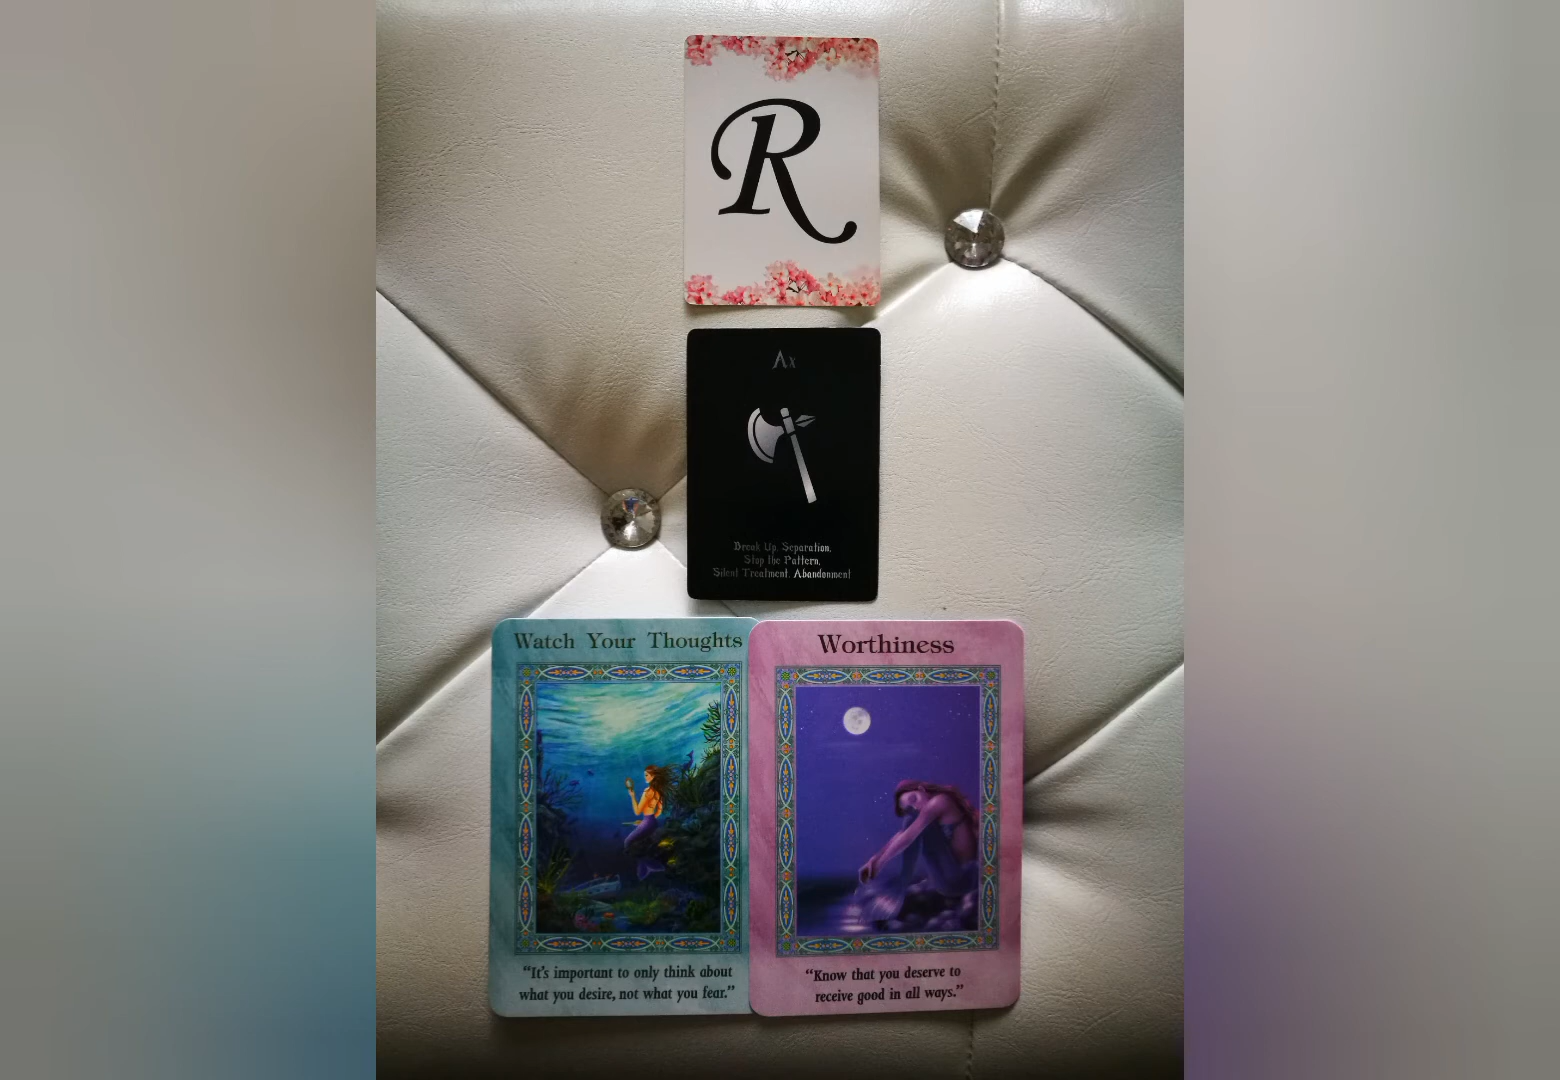 R
Ax
Break Up. Separation.
Stop the Pattern.
Silent Treatment. Abandonment
Watch Your Thoughts
"It's important to only think about
what you desire, not what you fear."
Worthiness
"Know that you deserve to
receive good in all ways."